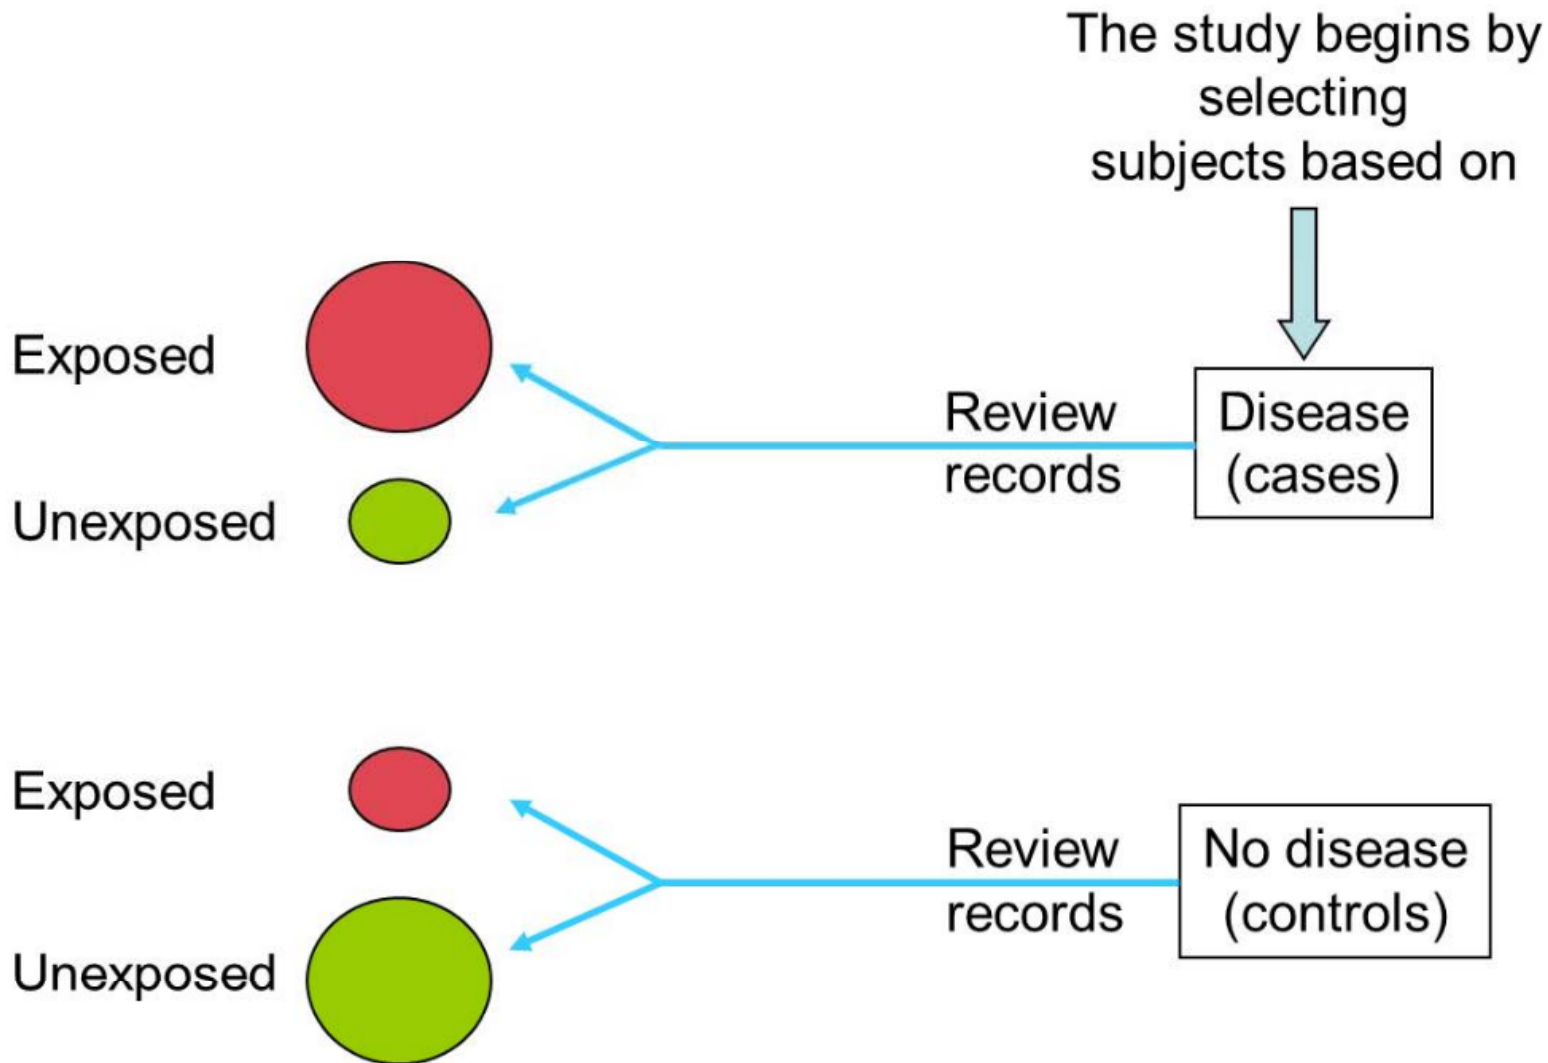 The study begins by
selecting
subjects based on
Exposed
Unexposed
Review
records
Disease
(cases)
Exposed
Unexposed
Review
records
No disease
(controls)